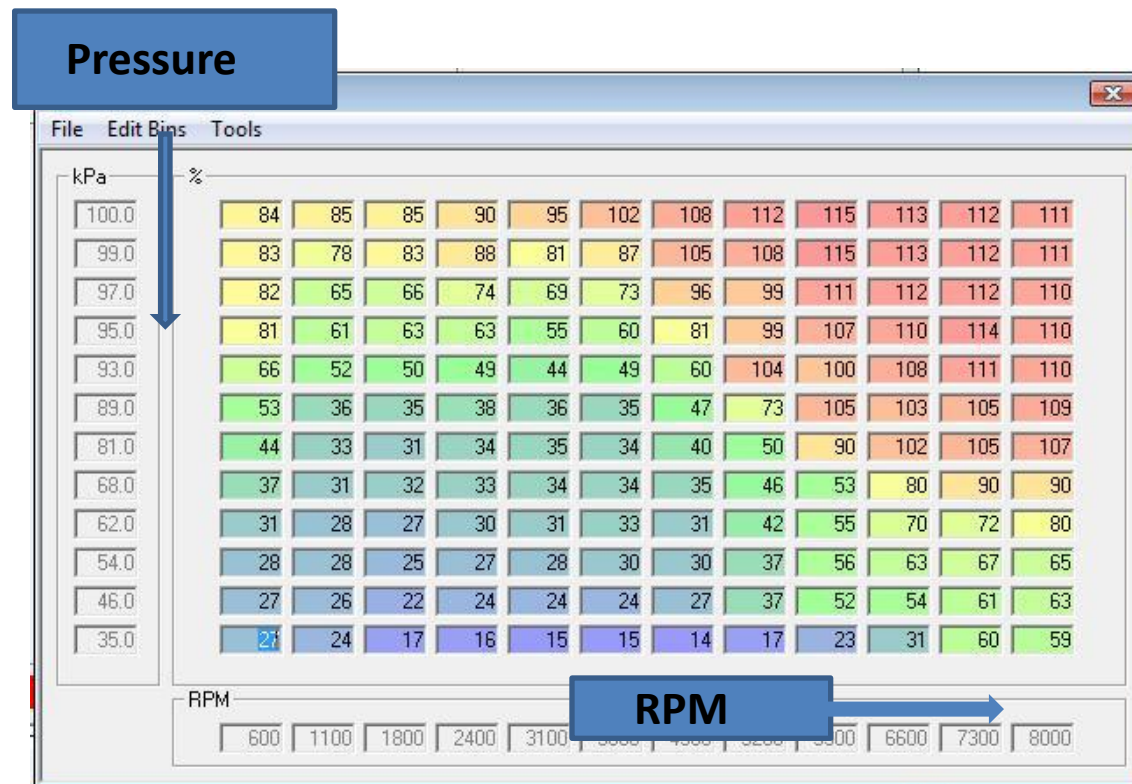 Pressure
File Edit Bins Tools
kPa %
100.0 84 85 85 90 95 102 108 112 115 113 112 111
99.0 83 78 83 88 81 87 105 108 115 113 112 111
97.0 82 65 66 74 69 73 96 99 111 112 112 110
95.0 81 61 63 63 55 60 81 99 107 110 114 110
93.0 66 52 50 49 44 49 60 104 100 108 111 110
89.0 53 36 35 38 36 35 47 73 105 103 105 109
81.0 44 33 31 34 35 34 40 50 90 102 105 107
68.0 37 31 32 33 34 34 35 46 53 80 90 90
62.0 31 28 27 30 31 33 31 42 55 70 72 80
54.0 28 28 25 27 28 30 30 37 56 63 67 65
46.0 27 26 22 24 24 24 27 37 52 54 61 63
35.0 27 24 17 16 15 15 14 17 23 31 60 59
RPM
RPM
600 1100 1800 2400 3100 6600 7300 8000